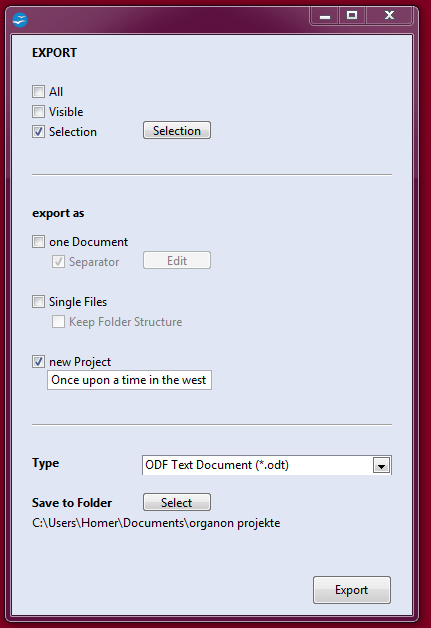 EXPORT
All
Visible
Selection Selection
export as
one Document
Separator Edit
Single Files
Keep Folder Structure
new Project
Once upon a time in the west
Type ODF Text Document (*.odt)
Save to Folder Select
C:\Users\Homer\Documents\organon projekte
Export